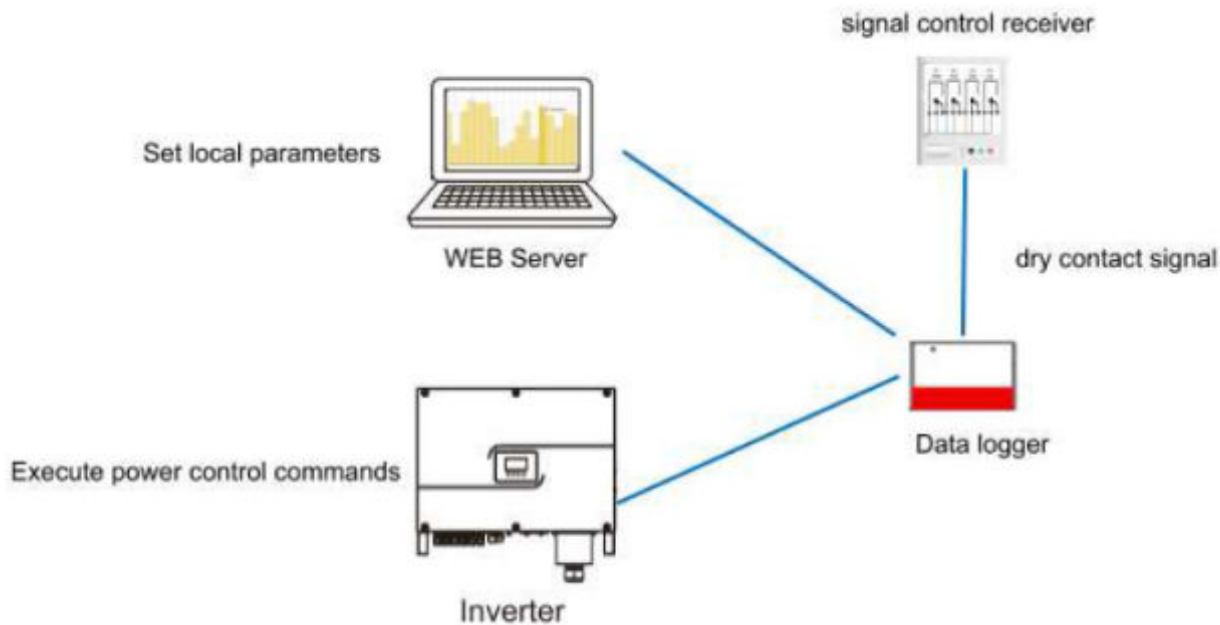 signal control receiver
Set local parameters
WEB Server
dry contact signal
Data logger
Execute power control commands
Inverter